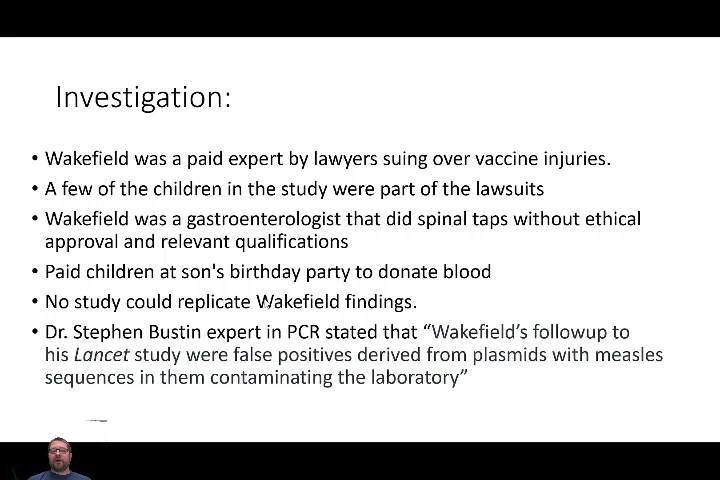 Investigation:
• Wakefield was a paid expert by lawyers suing over vaccine injuries.
• A few of the children in the study were part of the lawsuits
• Wakefield was a gastroenterologist that did spinal taps without ethical
approval and relevant qualifications
• Paid children at son's birthday party to donate blood
• No study could replicate Wakefield findings.
• Dr. Stephen Bustin expert in PCR stated that “Wakefield’s followup to
his Lancet study were false positives derived from plasmids with measles
sequences in them contaminating the laboratory”